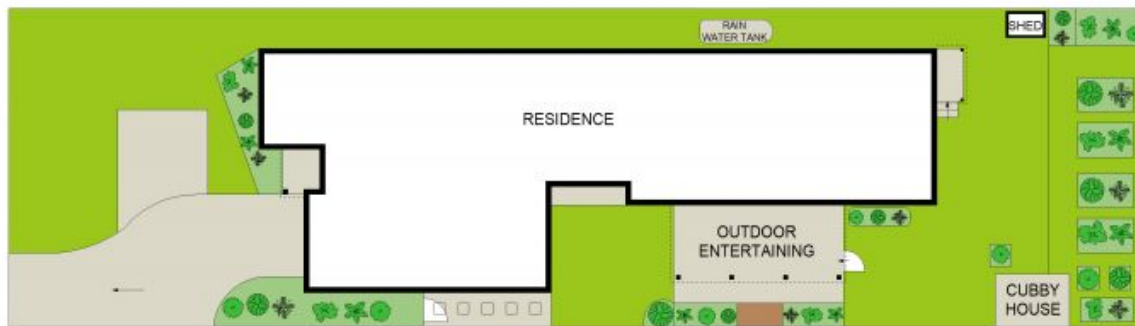 RAIN
WATER TANK
SHED
RESIDENCE
OUTDOOR
ENTERTAINING
CUBBY
HOUSE